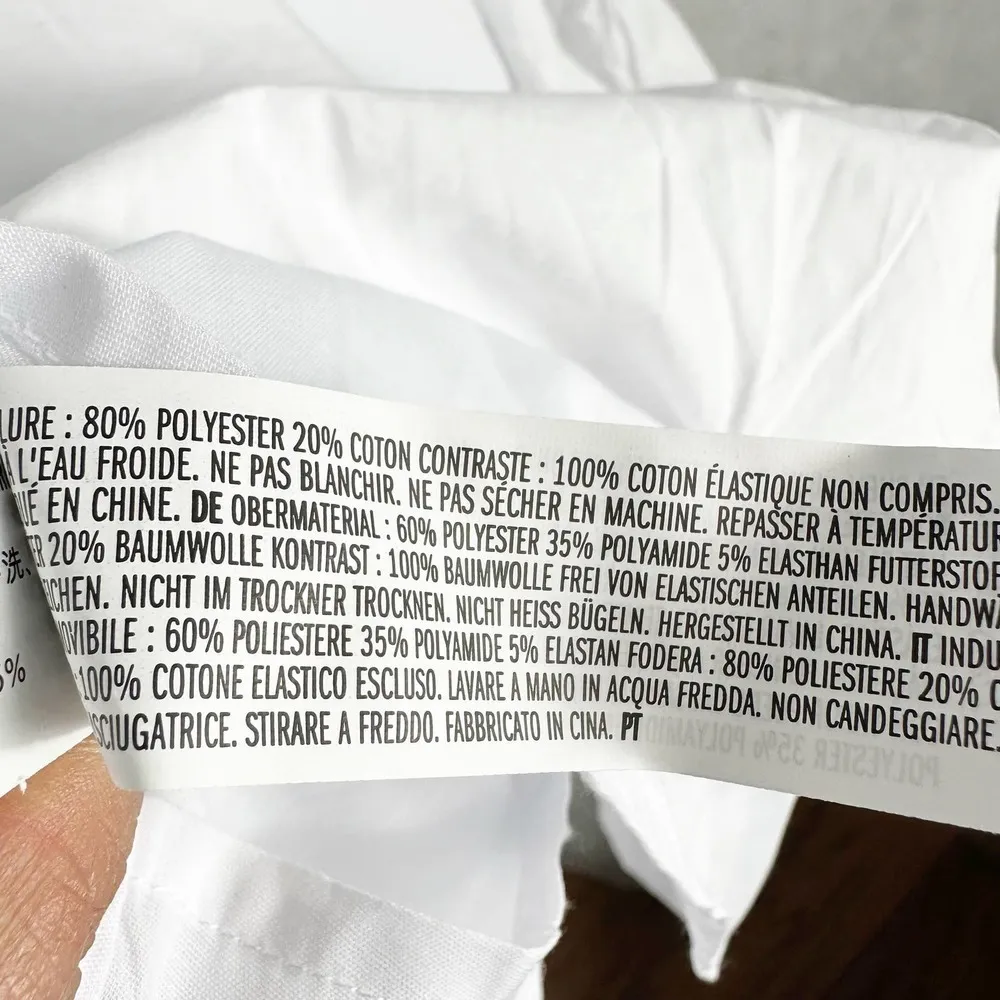 LURE : 80% POLYESTER 20% COTON CONTRASTE : 100% COTON ÉLASTIQUE NON COMPRIS.
À L'EAU FROIDE. NE PAS BLANCHIR. NE PAS SÉCHER EN MACHINE. REPASSER À TEMPÉRATUR
UÉ EN CHINE. DE OBERMATERIAL : 60% POLYESTER 35% POLYAMIDE 5% ELASTHAN FUTTERSTOF
ER 20% BAUMWOLLE KONTRAST : 100% BAUMWOLLE FREI VON ELASTISCHEN ANTEILEN. HANDWÄ
ICHEN. NICHT IM TROCKNER TROCKNEN. NICHT HEISS BÜGELN. HERGESTELLT IN CHINA. IT INDU
OVIBILE : 60% POLIESTERE 35% POLYAMIDE 5% ELASTAN FODERA : 80% POLIESTERE 20% C
100% COTONE ELASTICO ESCLUSO. LAVARE A MANO IN ACQUA FREDDA. NON CANDEGGIARE.
SCIUGATRICE. STIRARE A FREDDO. FABBRICATO IN CINA. PT
洗
%
POLYESTER 35% POLYAMID